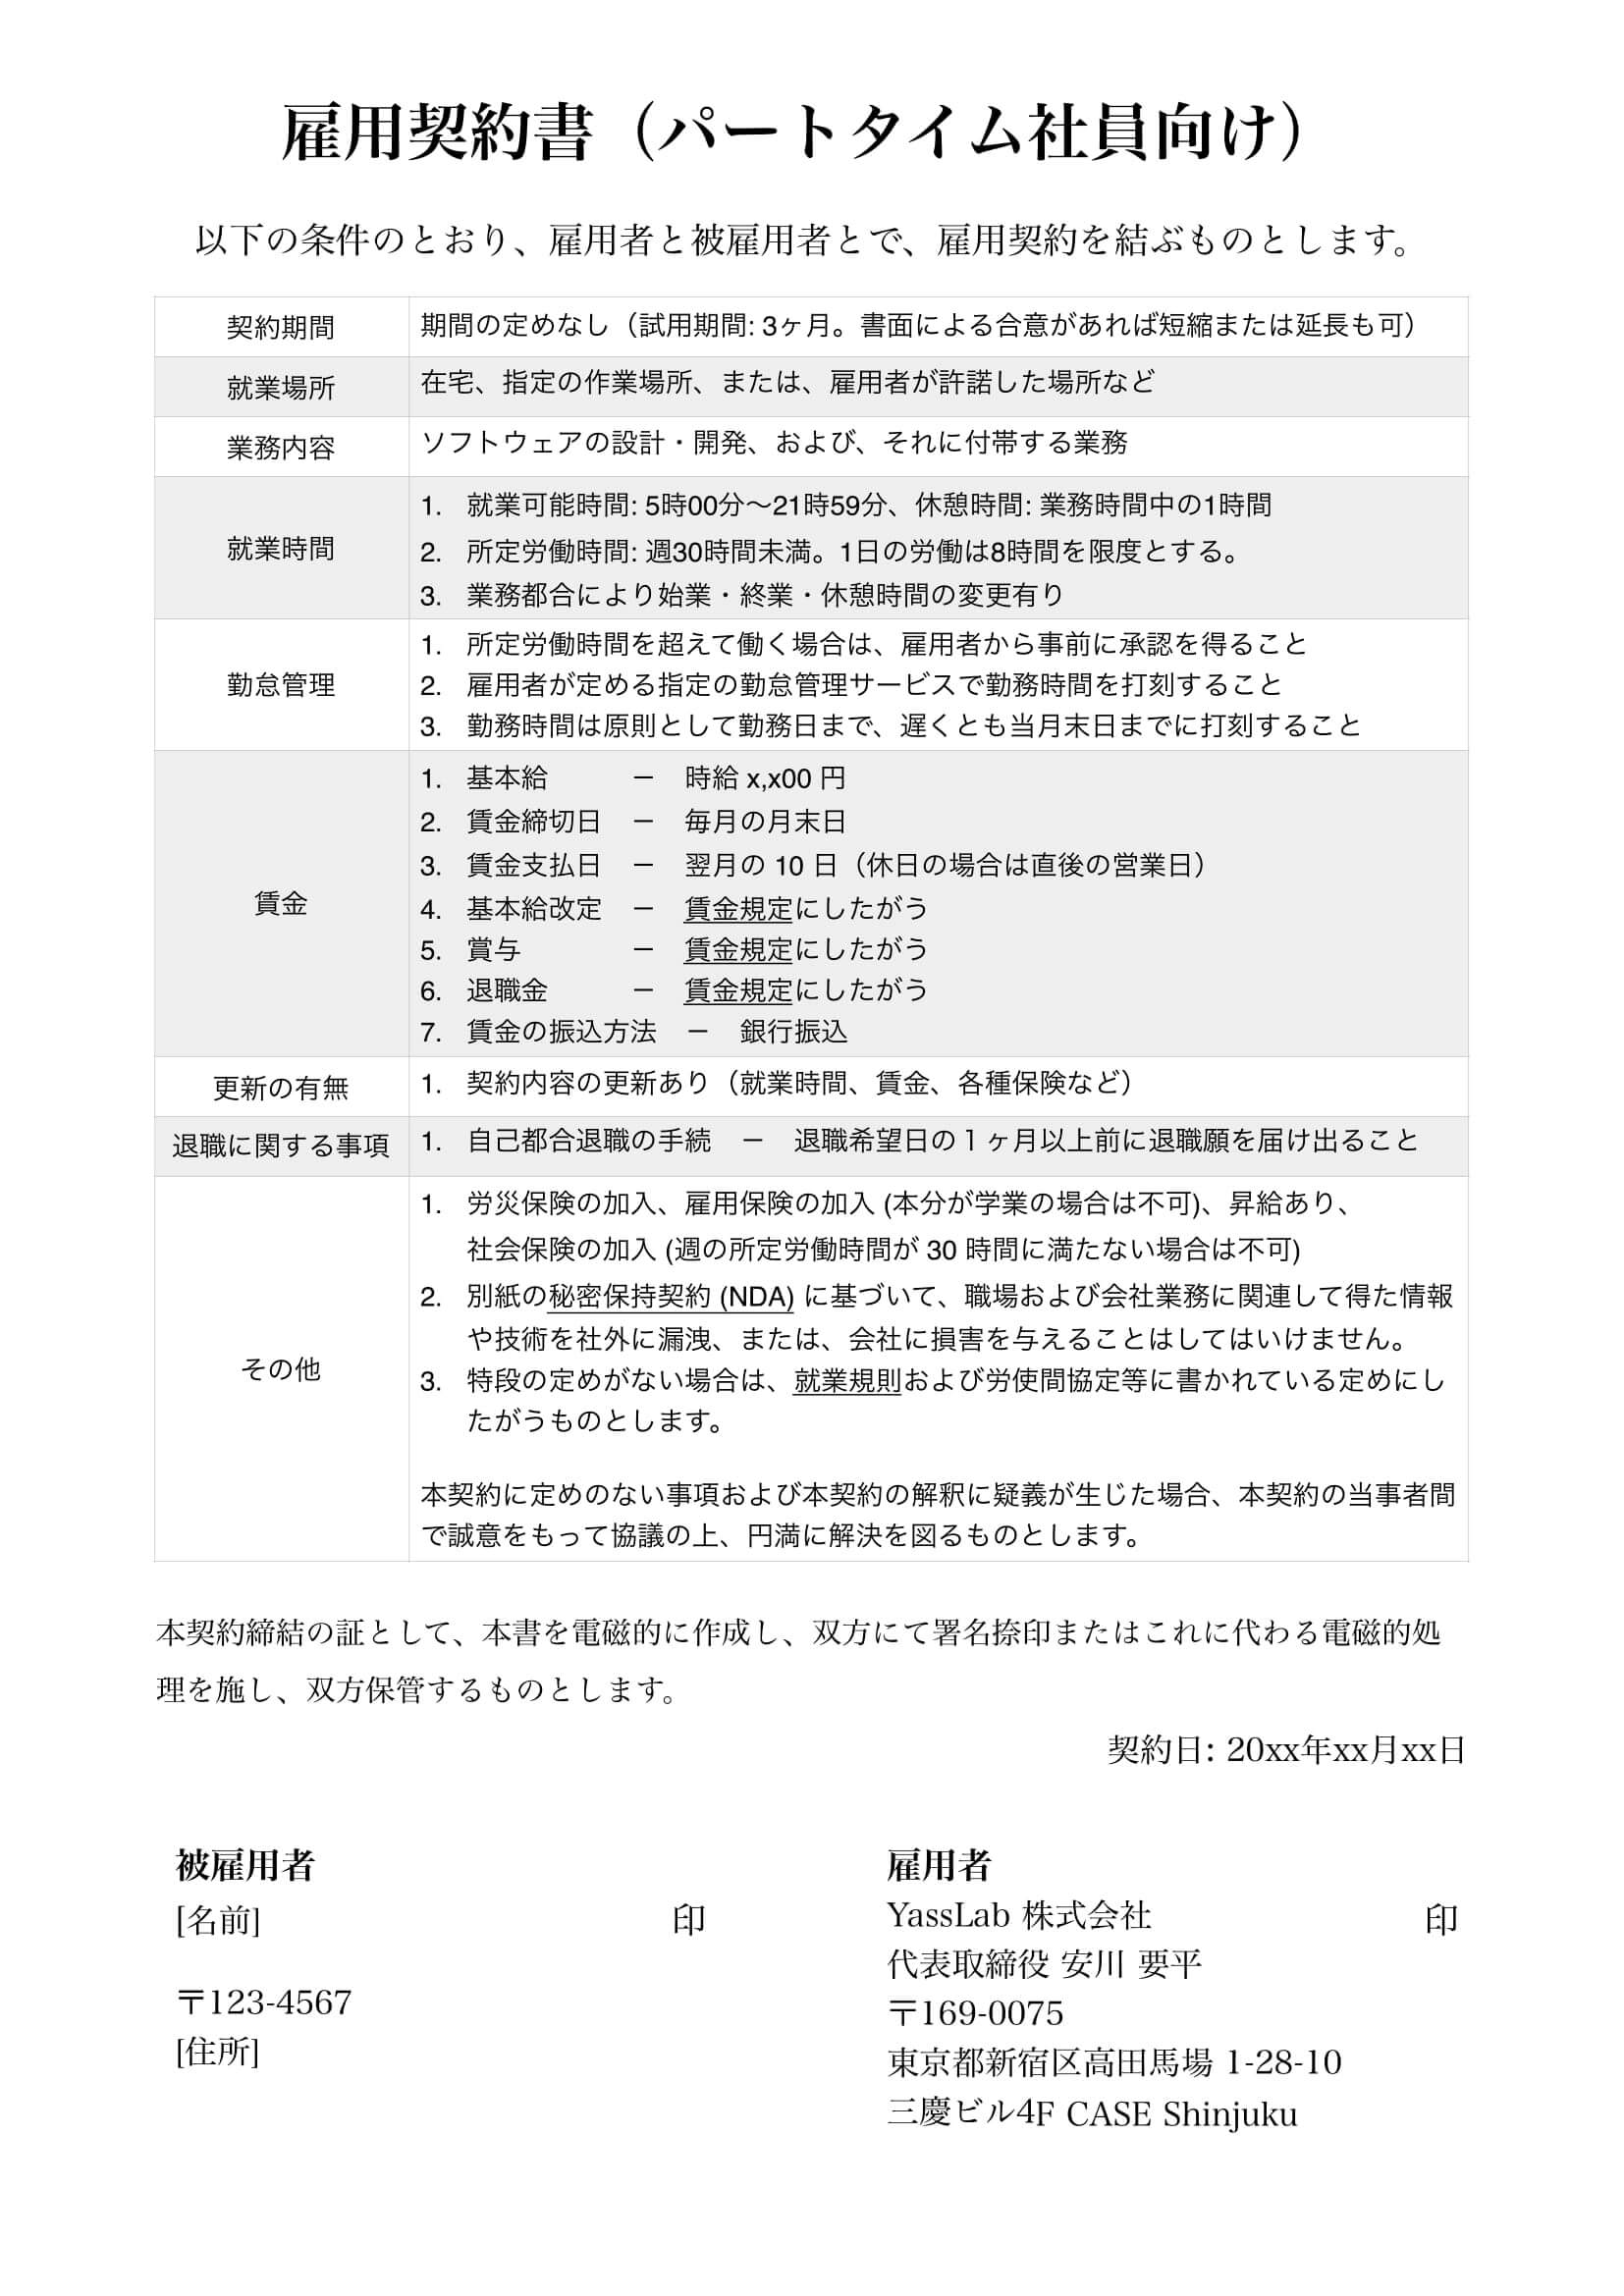 雇用契約書（パートタイム社員向け）
以下の条件のとおり、雇用者と被雇用者とで、雇用契約を結ぶものとします。
契約期間
期間の定めなし（試用期間: 3ヶ月。書面による合意があれば短縮または延長も可）
就業場所
在宅、指定の作業場所、または、雇用者が許諾した場所など
業務内容
ソフトウェアの設計・開発、および、それに付帯する業務
就業時間
1. 就業可能時間: 5時00分〜21時59分、休憩時間: 業務時間中の1時間
2. 所定労働時間: 週30時間未満。1日の労働は8時間を限度とする。
3. 業務都合により始業・終業・休憩時間の変更有り
勤怠管理
1. 所定労働時間を超えて働く場合は、雇用者から事前に承認を得ること
2. 雇用者が定める指定の勤怠管理サービスで勤務時間を打刻すること
3. 勤務時間は原則として勤務日まで、遅くとも当月末日までに打刻すること
賃金
1. 基本給 － 時給 x,x00 円
2. 賃金締切日 － 毎月の月末日
3. 賃金支払日 － 翌月の 10 日（休日の場合は直後の営業日）
4. 基本給改定 － 賃金規定にしたがう
5. 賞与 － 賃金規定にしたがう
6. 退職金 － 賃金規定にしたがう
7. 賃金の振込方法 － 銀行振込
更新の有無
1. 契約内容の更新あり（就業時間、賃金、各種保険など）
退職に関する事項
1. 自己都合退職の手続 － 退職希望日の１ヶ月以上前に退職願を届け出ること
その他
1. 労災保険の加入、雇用保険の加入 (本分が学業の場合は不可)、昇給あり、
社会保険の加入 (週の所定労働時間が 30 時間に満たない場合は不可)
2. 別紙の秘密保持契約 (NDA) に基づいて、職場および会社業務に関連して得た情報
や技術を社外に漏洩、または、会社に損害を与えることはしてはいけません。
3. 特段の定めがない場合は、就業規則および労使間協定等に書かれている定めにし
たがうものとします。
本契約に定めのない事項および本契約の解釈に疑義が生じた場合、本契約の当事者間
で誠意をもって協議の上、円満に解決を図るものとします。
本契約締結の証として、本書を電磁的に作成し、双方にて署名捺印またはこれに代わる電磁的処
理を施し、双方保管するものとします。
契約日: 20xx年xx月xx日
被雇用者
[名前] 印
〒123-4567
[住所]
雇用者
YassLab 株式会社 印
代表取締役 安川 要平
〒169-0075
東京都新宿区高田馬場 1-28-10
三慶ビル4F CASE Shinjuku